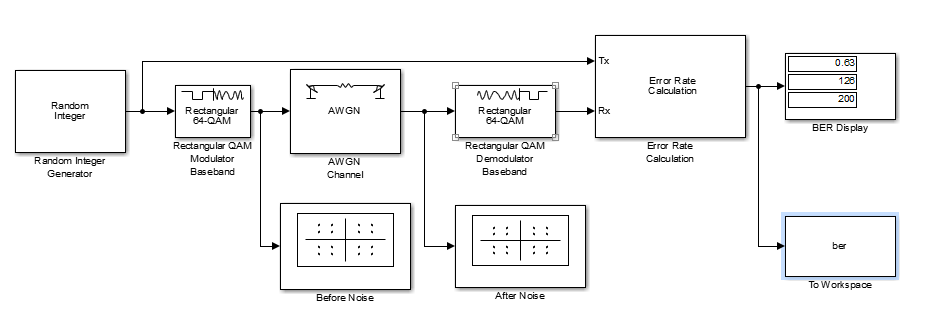 Random
Integer
Random Integer
Generator
Rectangular
64-QAM
Rectangular QAM
Modulator
Baseband
AWGN
AWGN
Channel
Rectangular
64-QAM
Rectangular QAM
Demodulator
Baseband
Tx
Rx
Error Rate
Calculation
Error Rate
Calculation
0.63
126
200
BER Display
Before Noise
After Noise
ber
To Workspace